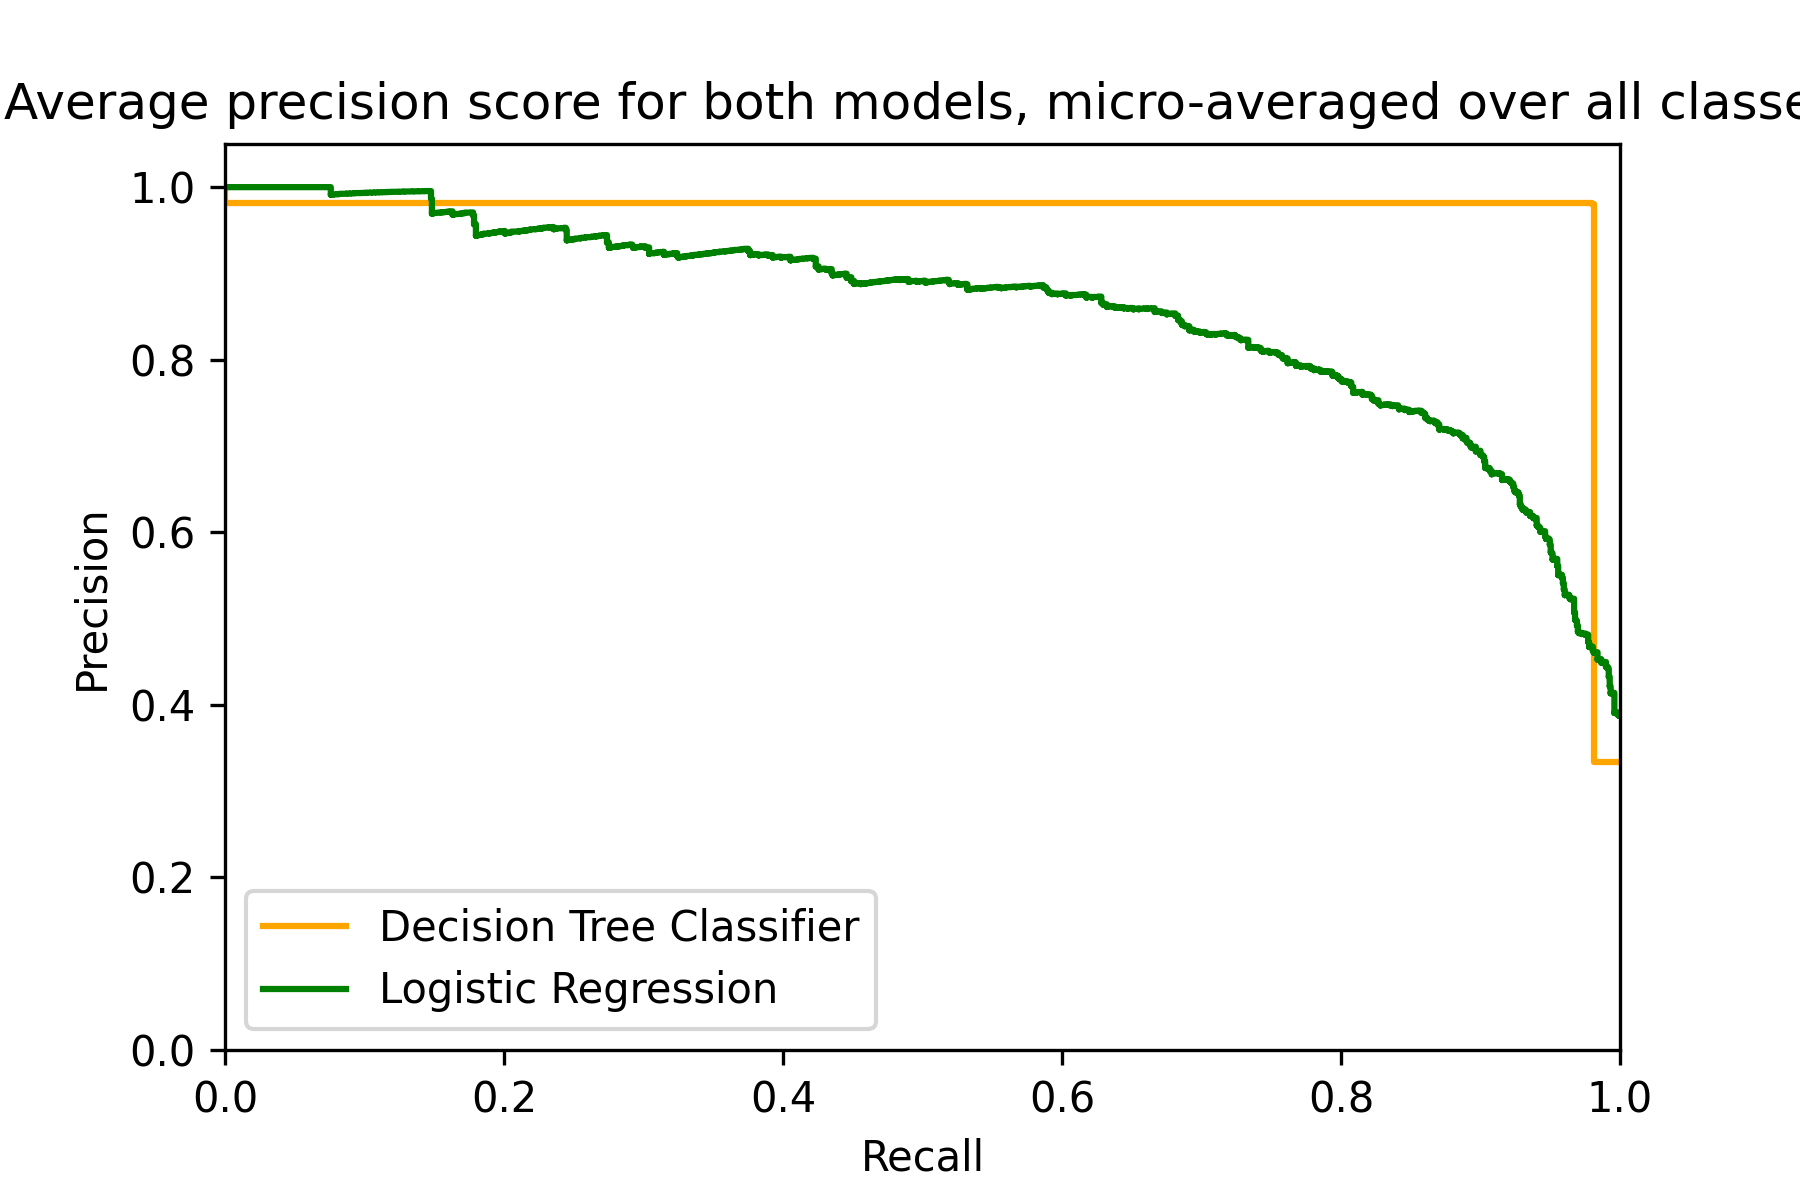 Average precision score for both models, micro-averaged over all classe
1.0
0.8
0.6
0.4
0.2
0.0
Precision
Decision Tree Classifier
Logistic Regression
0.0 0.2 0.4 0.6 0.8 1.0
Recall